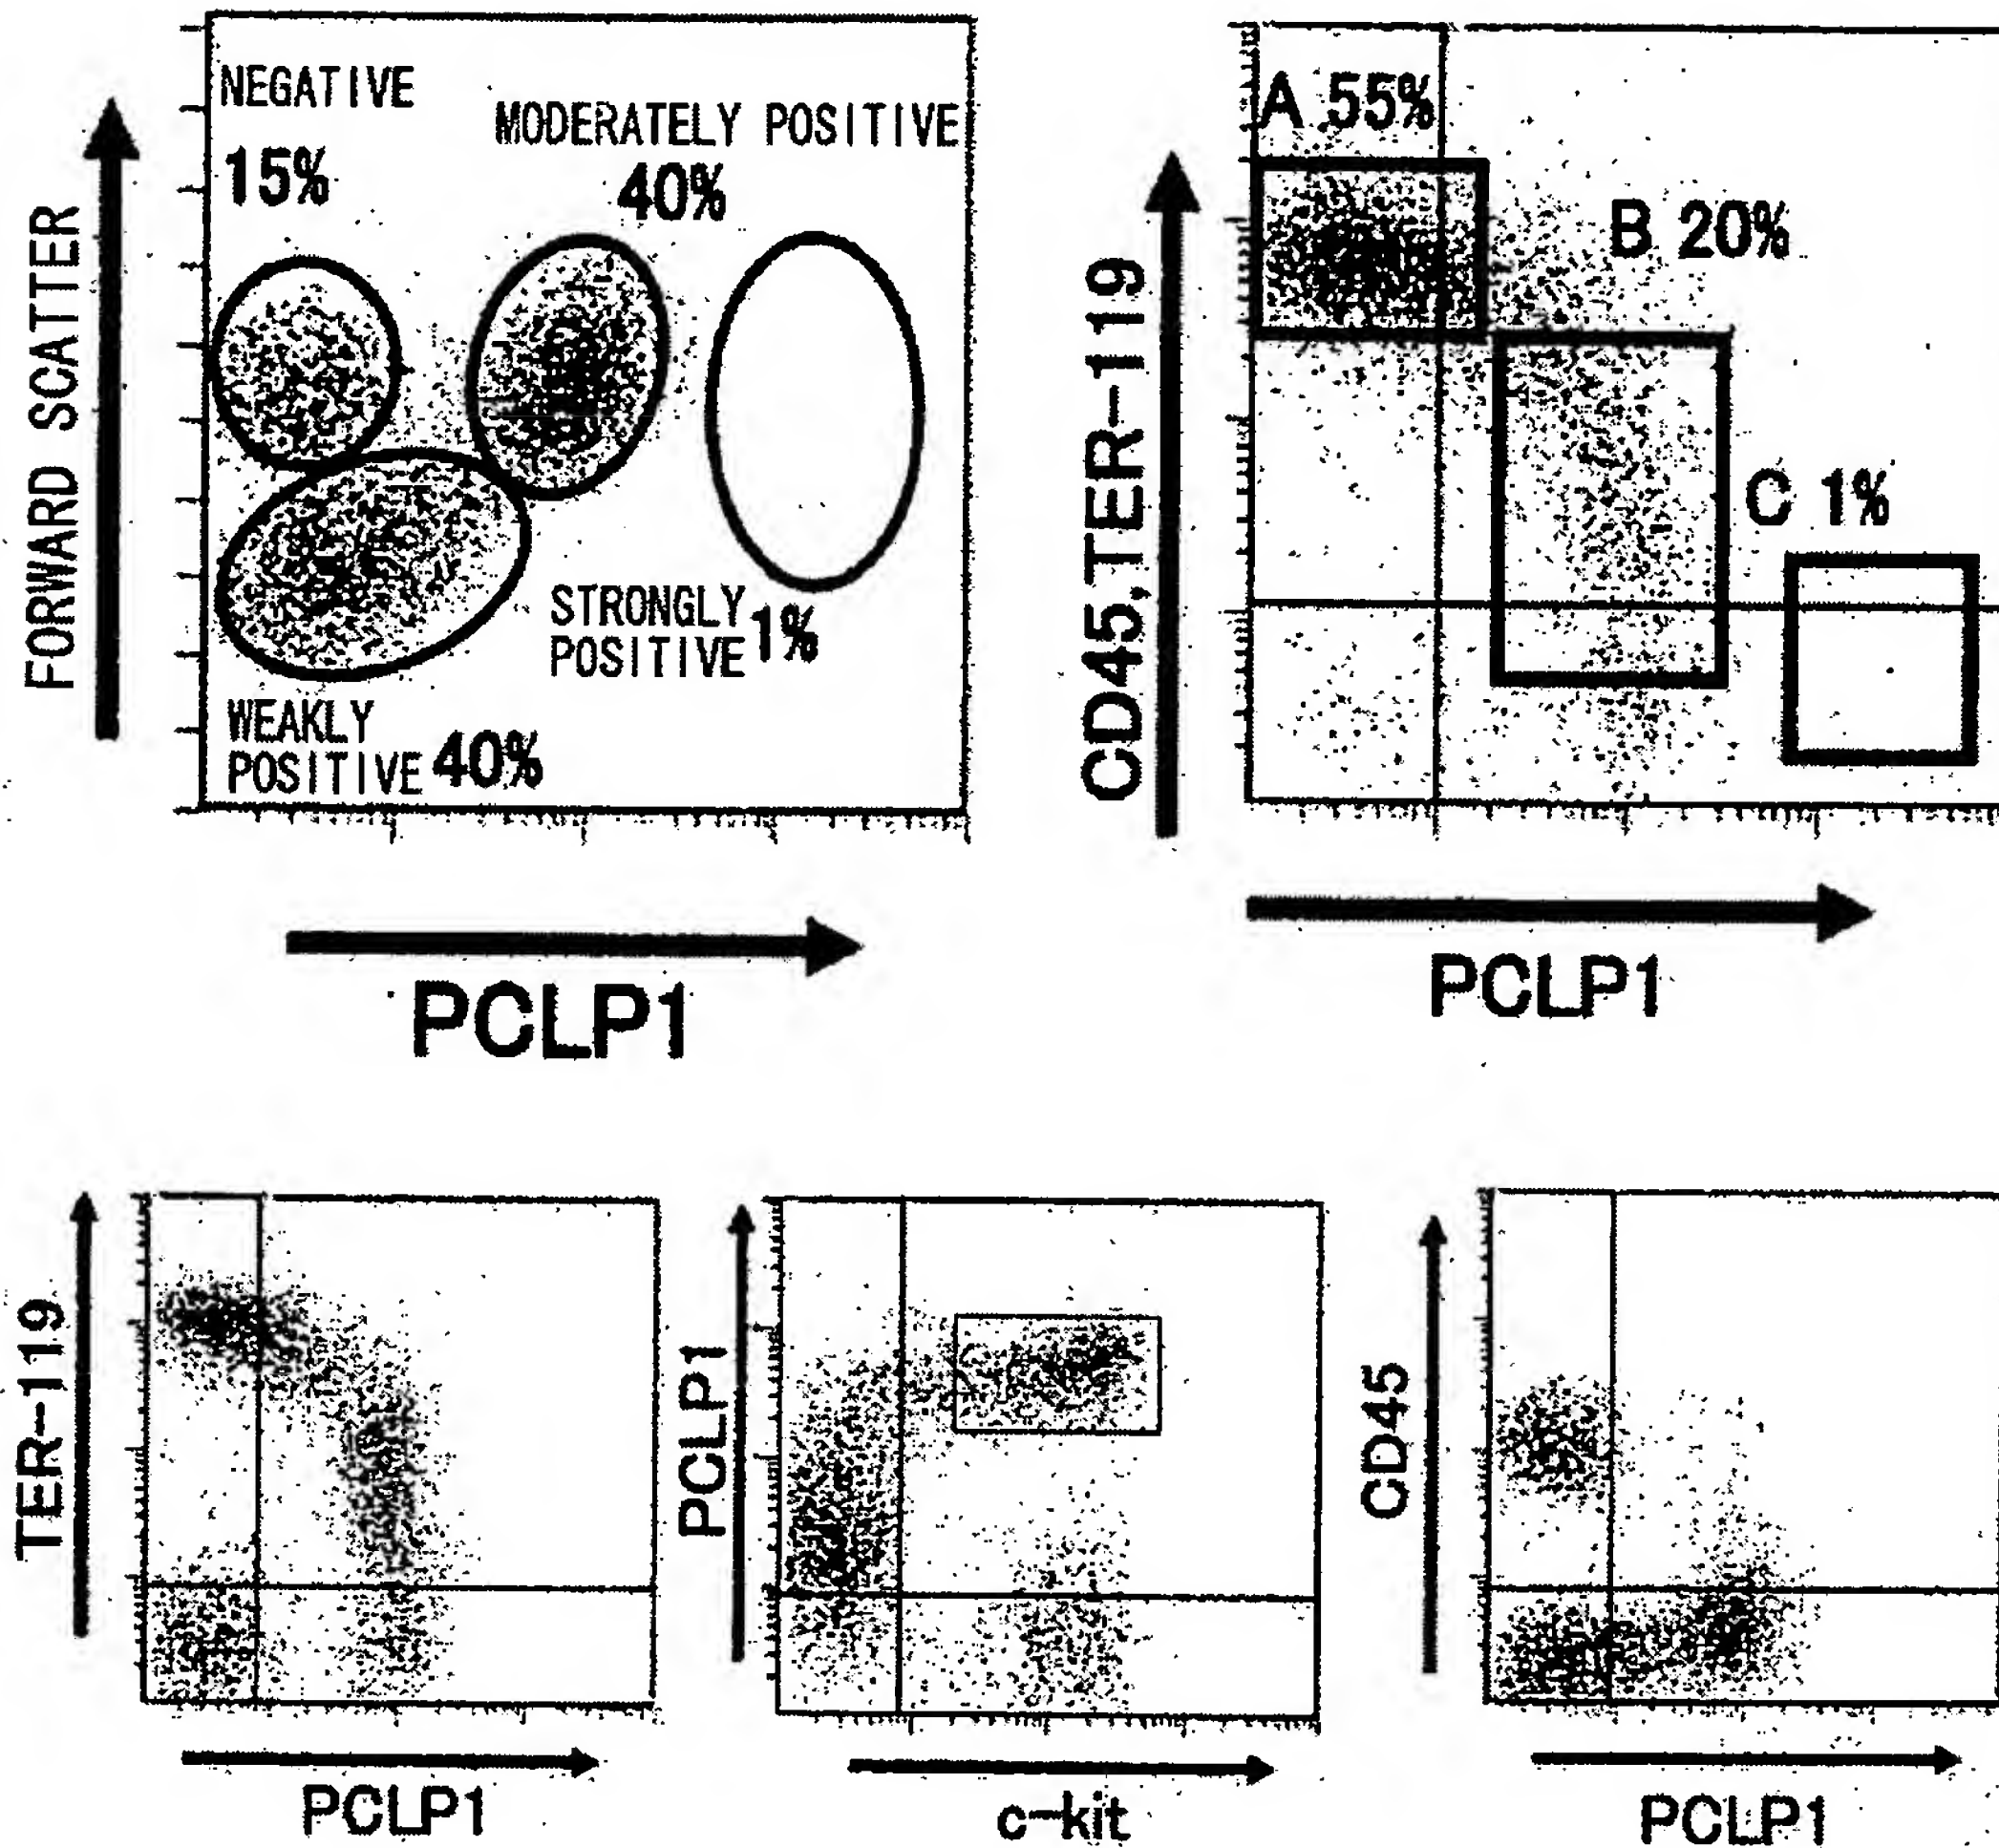 NEGATIVE
15%
MODERATELY POSITIVE
40%
STRONGLY
POSITIVE 1%
WEAKLY
POSITIVE 40%
FORWARD SCATTER
PCLP1
A 55%
B 20%
C 1%
CD45,TER-119
PCLP1
TER-119
PCLP1
PCLP1
c-kit
CD45
PCLP1